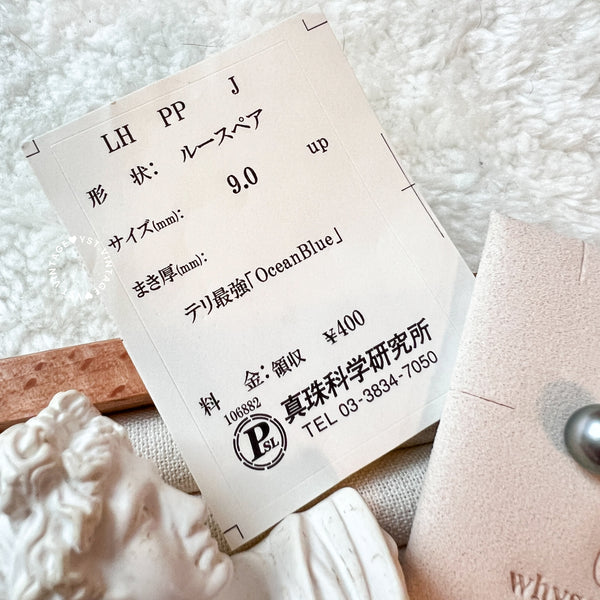 LH PP J
形 状: ルースペア
サイズ(mm): 9.0 up
まき厚(mm):
テリ最強「OceanBlue」
料 金:領収 ¥400
106882
PSL 真珠科学研究所
TEL 03-3834-7050